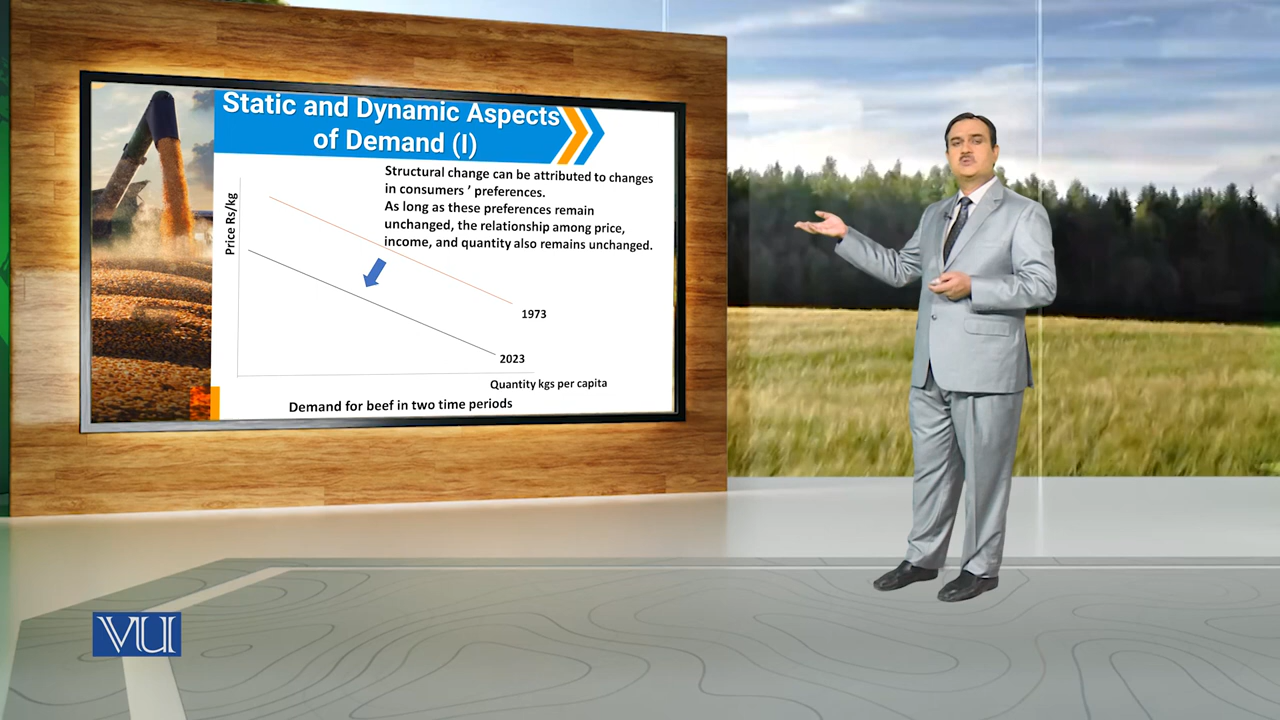 Static and Dynamic Aspects
of Demand (I)
Structural change can be attributed to changes
in consumers ’ preferences.
As long as these preferences remain
unchanged, the relationship among price,
income, and quantity also remains unchanged.
Price Rs/kg
1973
2023
Quantity kgs per capita
Demand for beef in two time periods
VU